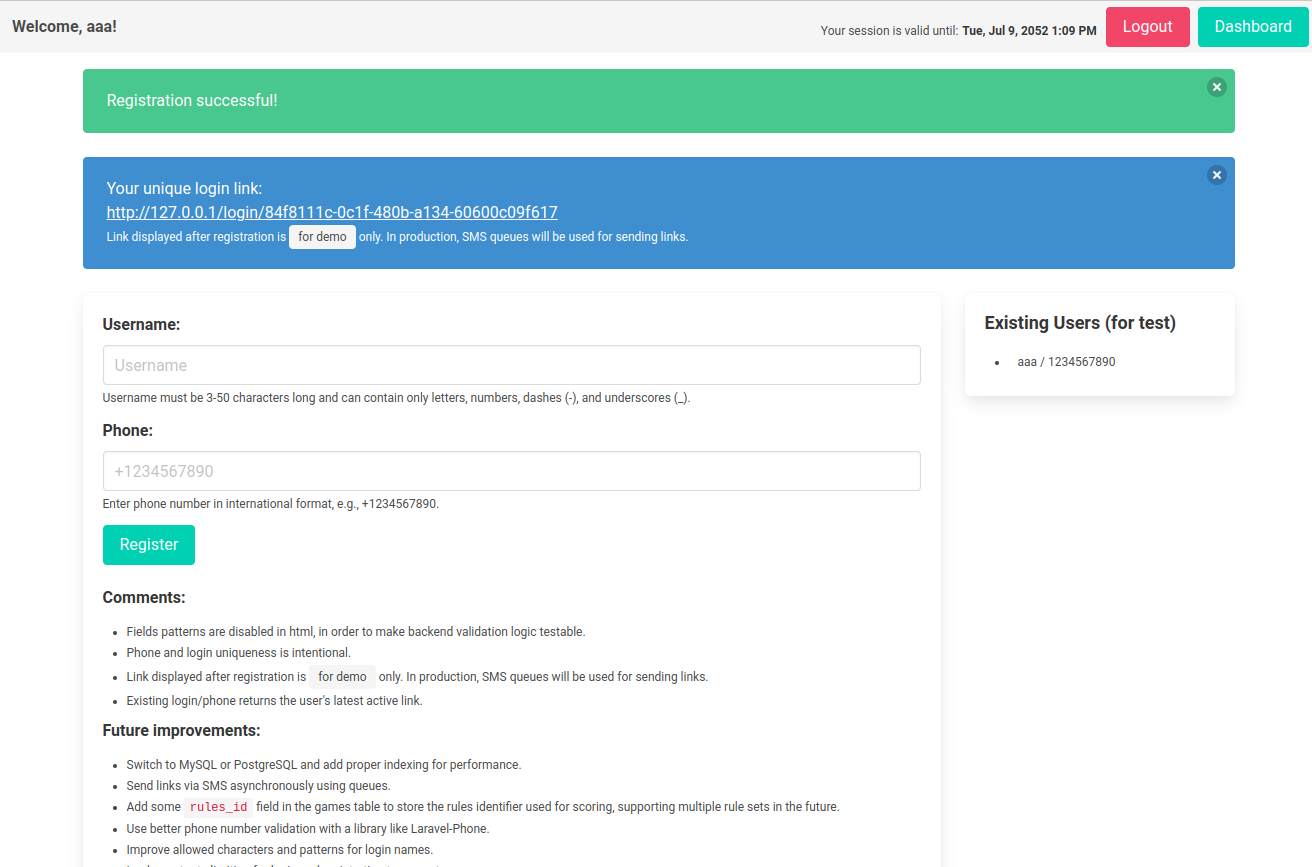 Welcome, aaa!
Your session is valid until: Tue, Jul 9, 2052 1:09 PM
Logout
Dashboard
Registration successful!
Your unique login link:
http://127.0.0.1/login/84f8111c-0c1f-480b-a134-60600c09f617
Link displayed after registration is for demo only. In production, SMS queues will be used for sending links.
Username:
Username
Username must be 3-50 characters long and can contain only letters, numbers, dashes (-), and underscores (_).
Phone:
+1234567890
Enter phone number in international format, e.g., +1234567890.
Register
Comments:
Fields patterns are disabled in html, in order to make backend validation logic testable.
Phone and login uniqueness is intentional.
Link displayed after registration is for demo only. In production, SMS queues will be used for sending links.
Existing login/phone returns the user's latest active link.
Future improvements:
Switch to MySQL or PostgreSQL and add proper indexing for performance.
Send links via SMS asynchronously using queues.
Add some rules_id field in the games table to store the rules identifier used for scoring, supporting multiple rule sets in the future.
Use better phone number validation with a library like Laravel-Phone.
Improve allowed characters and patterns for login names.
Existing Users (for test)
aaa / 1234567890